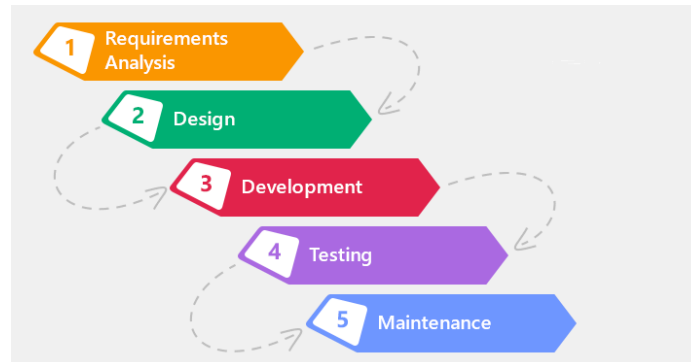 1 Requirements
Analysis
2 Design
3 Development
4 Testing
5 Maintenance